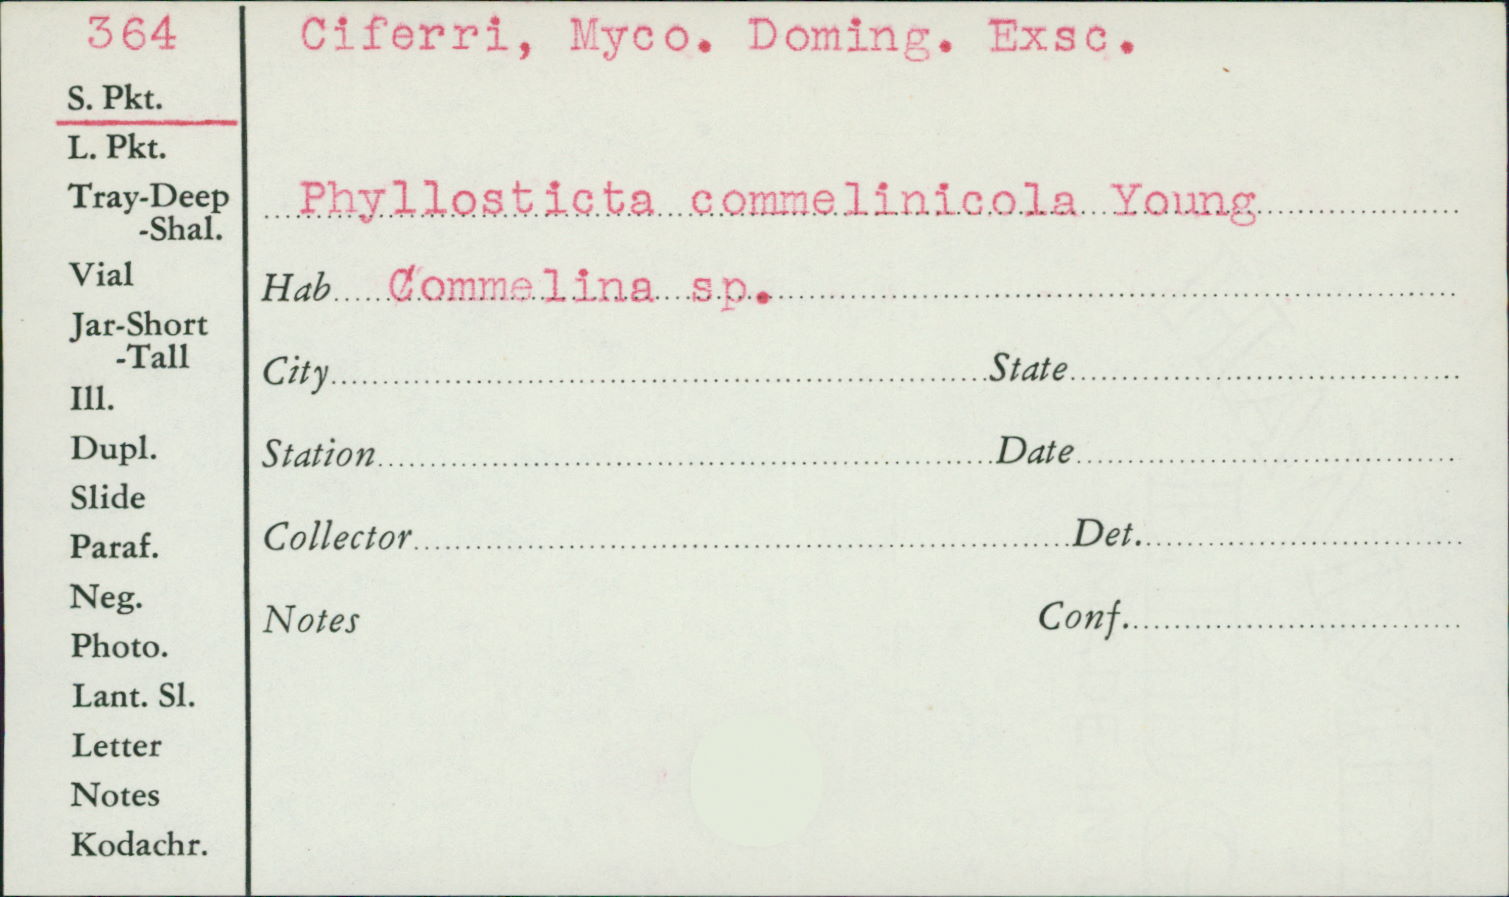 364
Ciferri, Myco. Doming. Exsc.
S. Pkt.
L. Pkt.
Tray-Deep
-Shal.
Vial
Jar-Short
-Tall
Ill.
Dupl.
Slide
Paraf.
Neg.
Photo.
Lant. Sl.
Letter
Notes
Kodachr.
Phyllosticta commelinicola Young
Hab Commelina sp.
City State
Station Date
Collector Det.
Notes Conf.